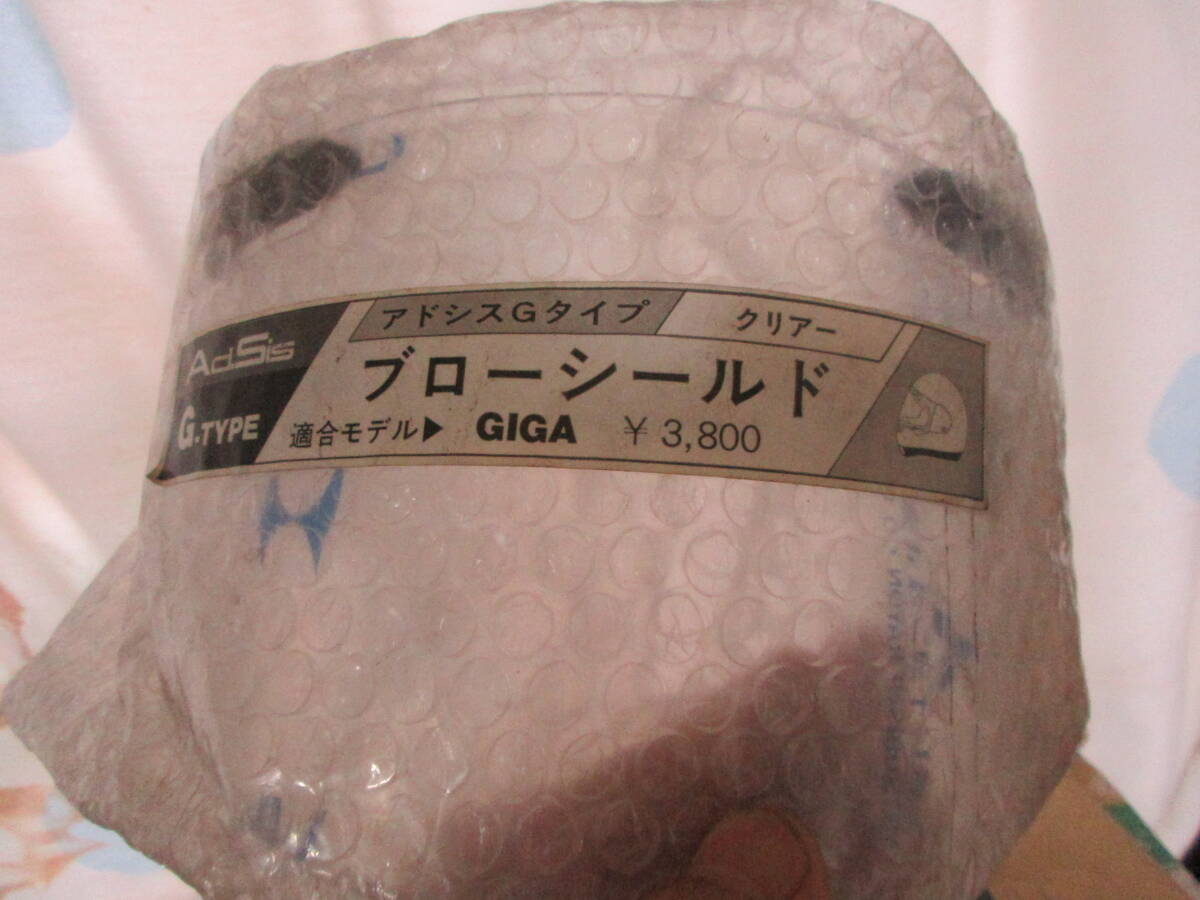 AdSis
G-TYPE
アドシスGタイプ
クリアー
ブローシールド
適合モデル▶ GIGA ¥3,800